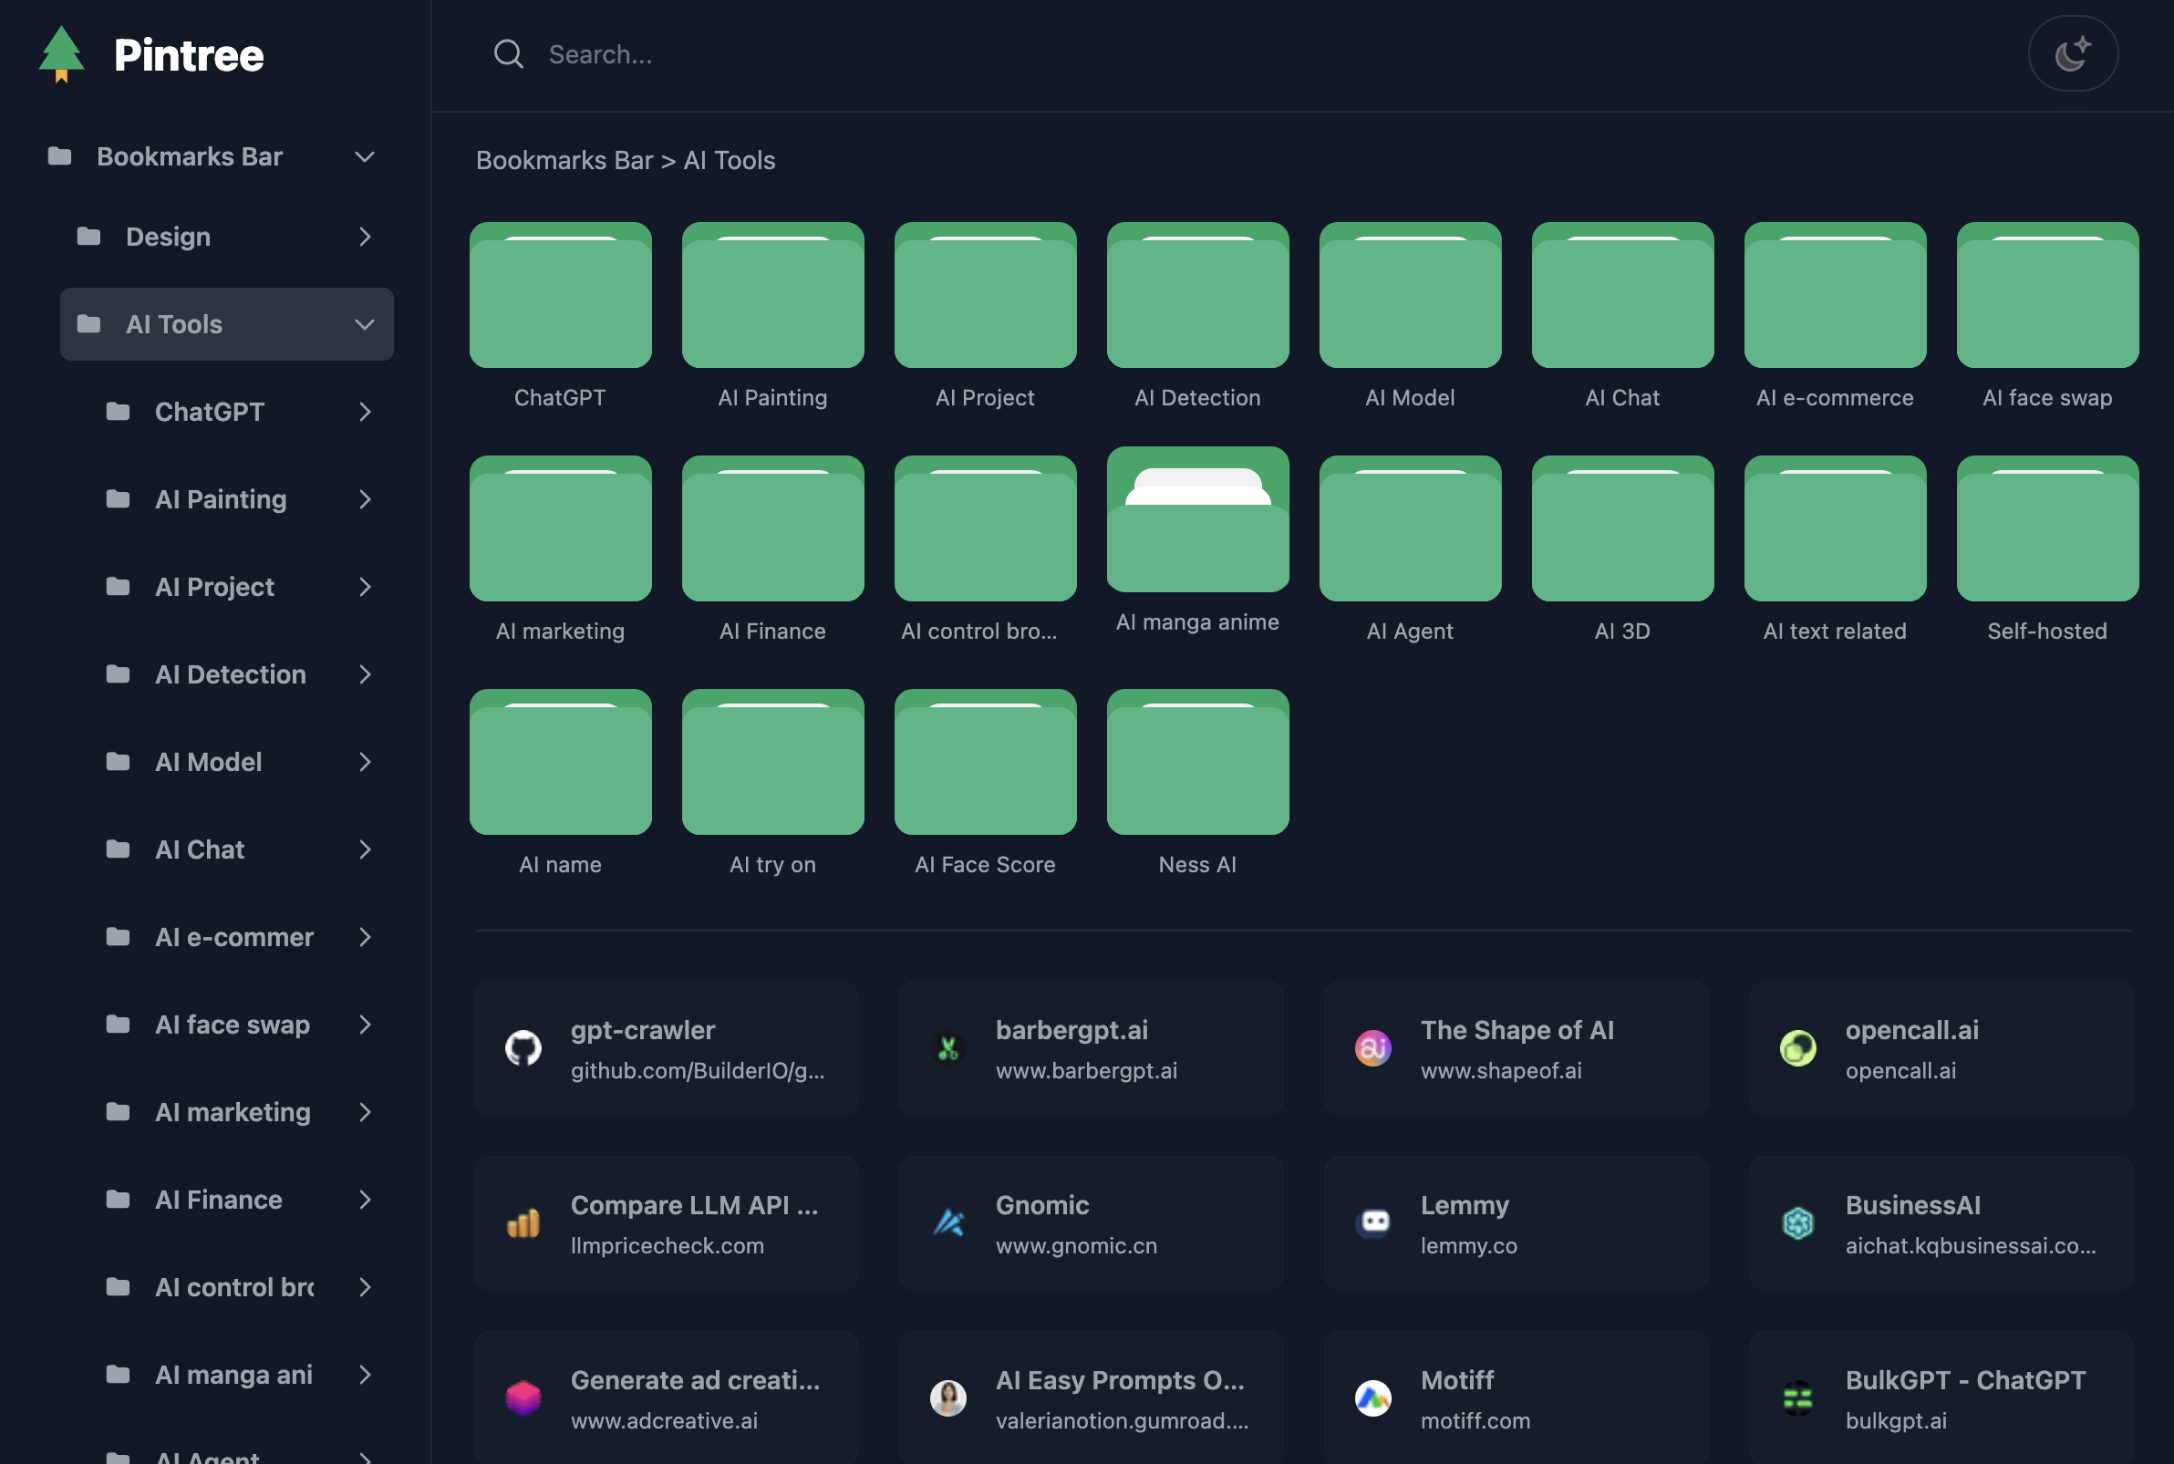 Pintree
Search...
Bookmarks Bar
Design
AI Tools
ChatGPT
AI Painting
AI Project
AI Detection
AI Model
AI Chat
AI e-commer
AI face swap
AI marketing
AI Finance
AI control bro
AI manga ani
AI Agent
Bookmarks Bar > AI Tools
ChatGPT
AI Painting
AI Project
AI Detection
AI Model
AI Chat
AI e-commerce
AI face swap
AI marketing
AI Finance
AI control bro...
AI manga anime
AI Agent
AI 3D
AI text related
Self-hosted
AI name
AI try on
AI Face Score
Ness AI
gpt-crawler
github.com/BuilderIO/g...
barbergpt.ai
www.barbergpt.ai
The Shape of AI
www.shapeof.ai
opencall.ai
opencall.ai
Compare LLM API ...
llmpricecheck.com
Gnomic
www.gnomic.cn
Lemmy
lemmy.co
BusinessAI
aichat.kqbusinessai.co...
Generate ad creati...
www.adcreative.ai
AI Easy Prompts O...
valerianotion.gumroad....
Motiff
motiff.com
BulkGPT - ChatGPT
bulkgpt.ai